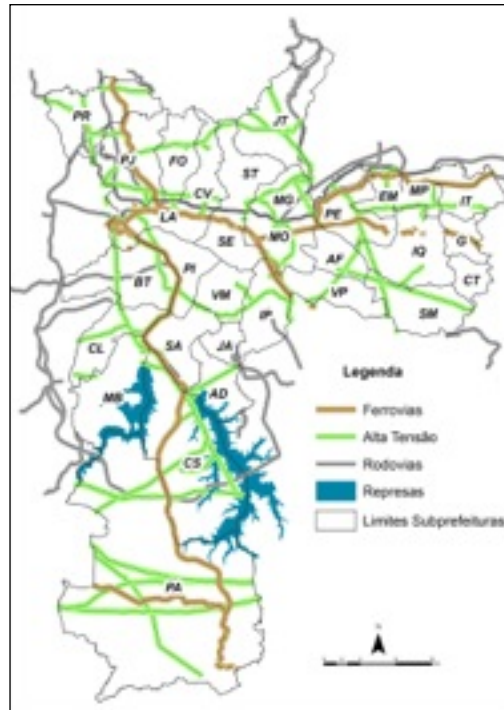 PR
JT
PJ
FO
ST
CV
MG
EM
MP
IT
LA
PE
SE
MO
IQ
G
AF
PI
BT
CT
VM
VP
IP
SM
CL
SA
JA
Legenda
MB
AD
Ferrovias
Alta Tensão
CS
Rodovias
Represas
Limites Subprefeituras
PA